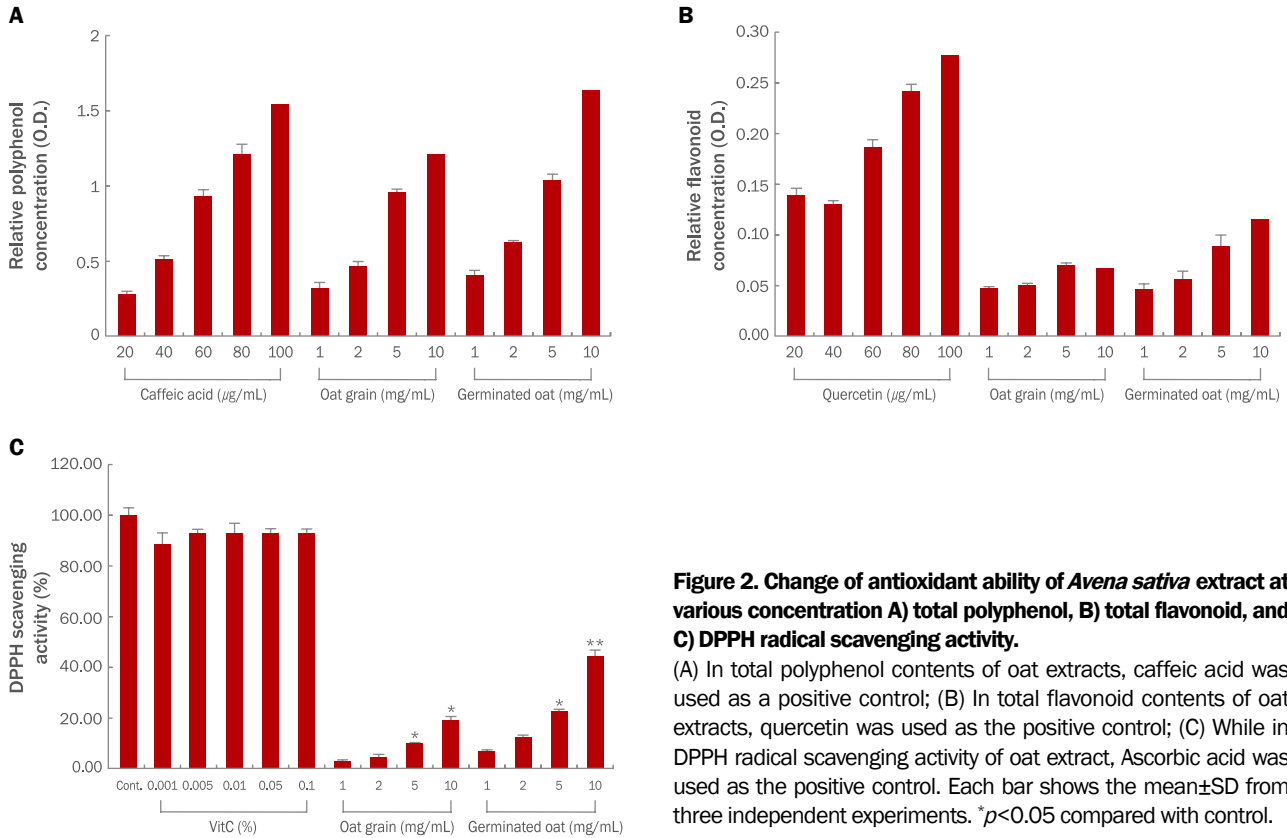 A
Relative polyphenol
concentration (O.D.)
2
1.5
1
0.5
0
20 40 60 80 100 1 2 5 10 1 2 5 10
Caffeic acid (µg/mL) Oat grain (mg/mL) Germinated oat (mg/mL)
B
Relative flavonoid
concentration (O.D.)
0.30
0.25
0.20
0.15
0.10
0.05
0.00
20 40 60 80 100 1 2 5 10 1 2 5 10
Quercetin (µg/mL) Oat grain (mg/mL) Germinated oat (mg/mL)
C
DPPH scavenging
activity (%)
120.00
100.00
80.00
60.00
40.00
20.00
0.00
* * * **
Cont. 0.001 0.005 0.01 0.05 0.1 1 2 5 10 1 2 5 10
VitC (%) Oat grain (mg/mL) Germinated oat (mg/mL)
Figure 2. Change of antioxidant ability of Avena sativa extract at
various concentration A) total polyphenol, B) total flavonoid, and
C) DPPH radical scavenging activity.
(A) In total polyphenol contents of oat extracts, caffeic acid was
used as a positive control; (B) In total flavonoid contents of oat
extracts, quercetin was used as the positive control; (C) While in
DPPH radical scavenging activity of oat extract, Ascorbic acid was
used as the positive control. Each bar shows the mean±SD from
three independent experiments. *p<0.05 compared with control.